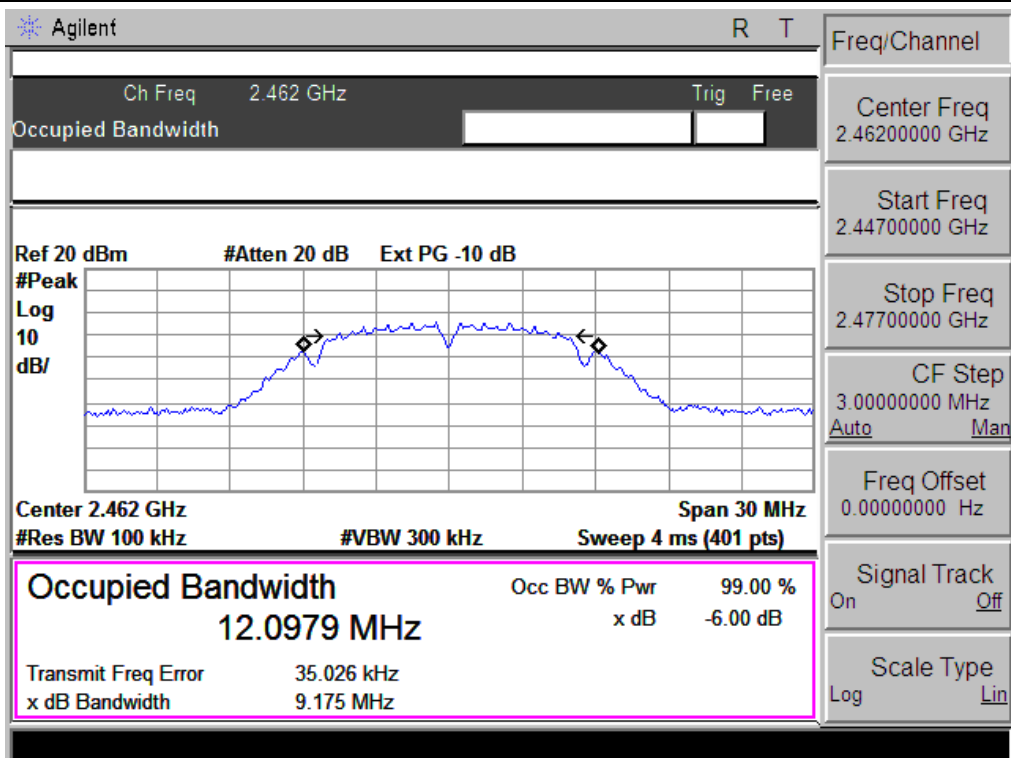 Agilent R T
Ch Freq 2.462 GHz Trig Free
Occupied Bandwidth
Ref 20 dBm #Atten 20 dB Ext PG -10 dB
#Peak
Log
10
dB/
Center 2.462 GHz Span 30 MHz
#Res BW 100 kHz #VBW 300 kHz Sweep 4 ms (401 pts)
Occupied Bandwidth Occ BW % Pwr 99.00 %
12.0979 MHz x dB -6.00 dB
Transmit Freq Error 35.026 kHz
x dB Bandwidth 9.175 MHz
Freq/Channel
Center Freq
2.46200000 GHz
Start Freq
2.44700000 GHz
Stop Freq
2.47700000 GHz
CF Step
3.00000000 MHz
Auto Man
Freq Offset
0.00000000 Hz
Signal Track
On Off
Scale Type
Log Lin